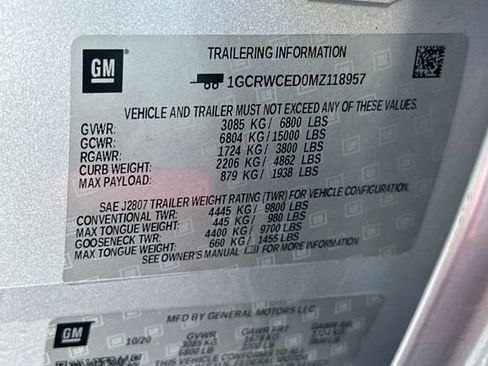 GM
TRAILERING INFORMATION
1GCRWCED0MZ118957
VEHICLE AND TRAILER MUST NOT EXCEED ANY OF THESE VALUES.
GVWR: 3085 KG / 6800 LBS
GCWR: 6804 KG / 15000 LBS
RGAWR: 1724 KG / 3800 LBS
CURB WEIGHT: 2206 KG / 4862 LBS
MAX PAYLOAD: 879 KG / 1938 LBS
SAE J2807 TRAILER WEIGHT RATING (TWR) FOR VEHICLE CONFIGURATION.
CONVENTIONAL TWR: 4445 KG / 9800 LBS
MAX TONGUE WEIGHT: 445 KG / 980 LBS
GOOSENECK TWR: 4400 KG / 9700 LBS
MAX TONGUE WEIGHT: 660 KG / 1455 LBS
SEE OWNER'S MANUAL FOR MORE INFORMATION
GM
MFD BY GENERAL MOTORS LLC
10/20 GVWR GAWR FRT GAWR RR
3085 KG
6800 LB